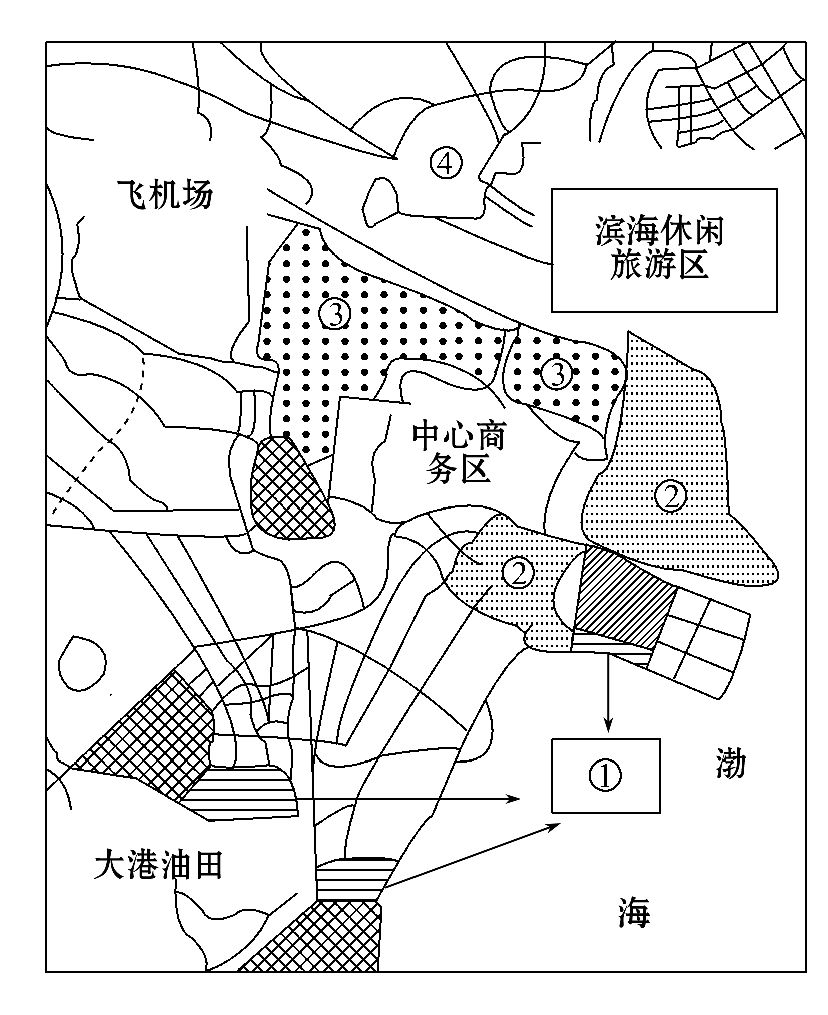 ④
飞机场
滨海休闲
旅游区
③
③
中心商
务区
②
②
渤
①
大港油田
海